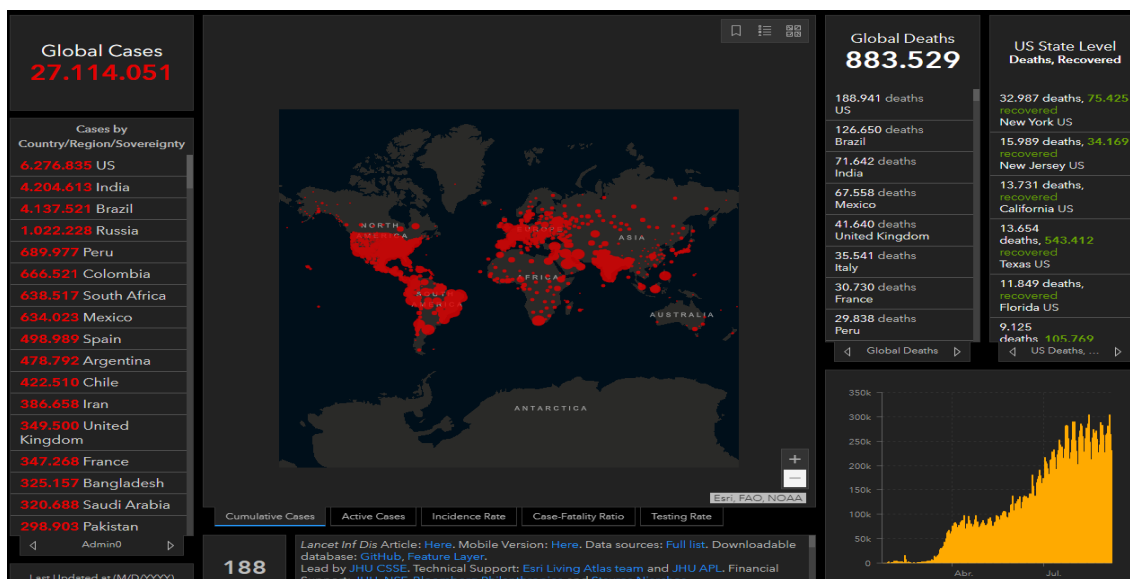 Global Cases
27.114.051
Cases by
Country/Region/Sovereignty
6.276.835 US
4.204.613 India
4.137.521 Brazil
1.022.228 Russia
689.977 Peru
666.521 Colombia
638.517 South Africa
634.023 Mexico
498.989 Spain
478.792 Argentina
422.510 Chile
386.658 Iran
349.500 United
Kingdom
347.268 France
325.157 Bangladesh
320.688 Saudi Arabia
298.903 Pakistan
Admin0
Last Updated at (M/D/YYYY)
NORTH
AMERICA
EUROPE
ASIA
AFRICA
SOUTH
AMERICA
AUSTRALIA
ANTARCTICA
+
−
Esri, FAO, NOAA
Cumulative Cases
Active Cases
Incidence Rate
Case-Fatality Ratio
Testing Rate
188
Lancet Inf Dis Article: Here. Mobile Version: Here. Data sources: Full list. Downloadable
database: GitHub, Feature Layer.
Lead by JHU CSSE. Technical Support: Esri Living Atlas team and JHU APL. Financial
Global Deaths
883.529
188.941 deaths
US
126.650 deaths
Brazil
71.642 deaths
India
67.558 deaths
Mexico
41.640 deaths
United Kingdom
35.541 deaths
Italy
30.730 deaths
France
29.838 deaths
Peru
Global Deaths
US State Level
Deaths, Recovered
32.987 deaths, 75.425
recovered
New York US
15.989 deaths, 34.169
recovered
New Jersey US
13.731 deaths,
recovered
California US
13.654
deaths, 543.412
recovered
Texas US
11.849 deaths,
recovered
Florida US
9.125
deaths, 105.769
US Deaths, ...
350k
300k
250k
200k
150k
100k
50k
0
Abr.
Jul.